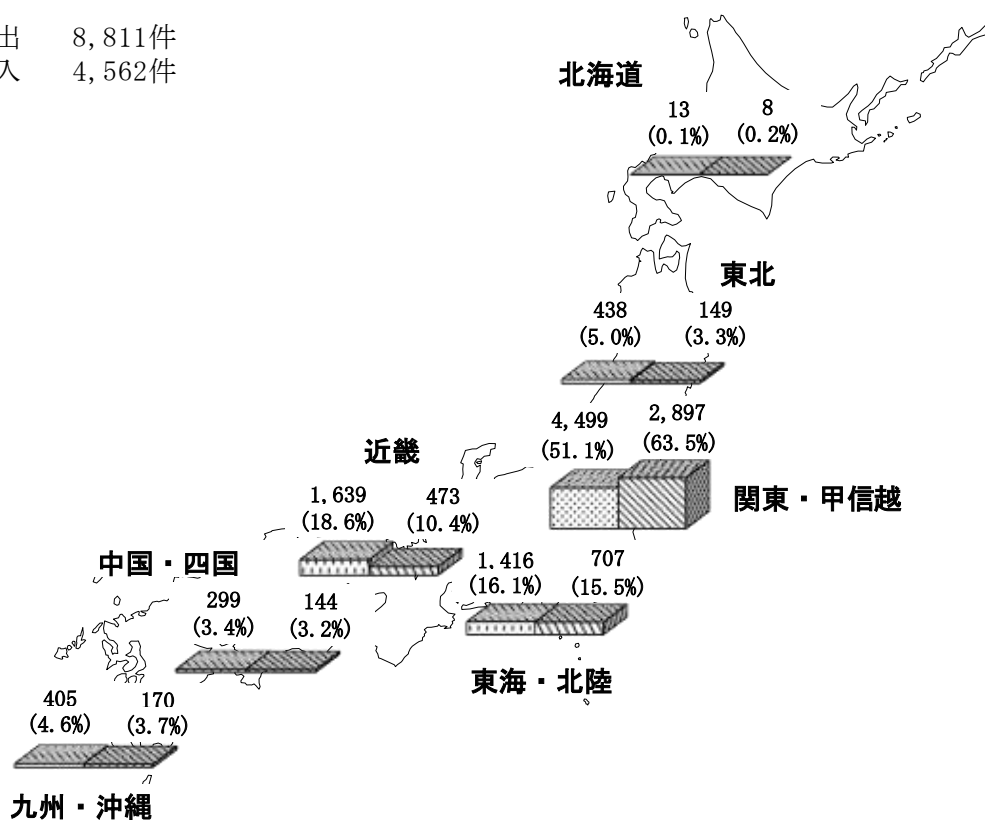 出　　8,811件
入　　4,562件
北海道
13　　8
(0.1%)　(0.2%)
東北
438　　149
(5.0%)　(3.3%)
4,499　　2,897
(51.1%)　(63.5%)
関東・甲信越
近畿
1,639　　473
(18.6%)　(10.4%)
1,416　　707
(16.1%)　(15.5%)
東海・北陸
中国・四国
299　　144
(3.4%)　(3.2%)
405　　170
(4.6%)　(3.7%)
九州・沖縄